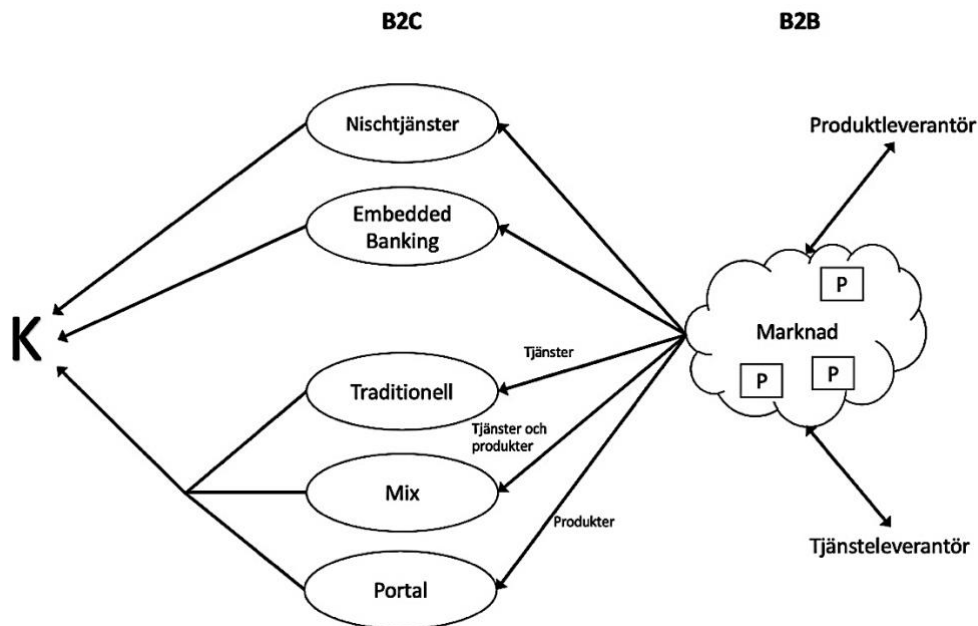 B2C
B2B
Nischtjänster
Produktleverantör
Embedded
Banking
P
K
Marknad
Tjänster
Traditionell
P
P
Tjänster och
produkter
Mix
Produkter
Tjänsteleverantör
Portal